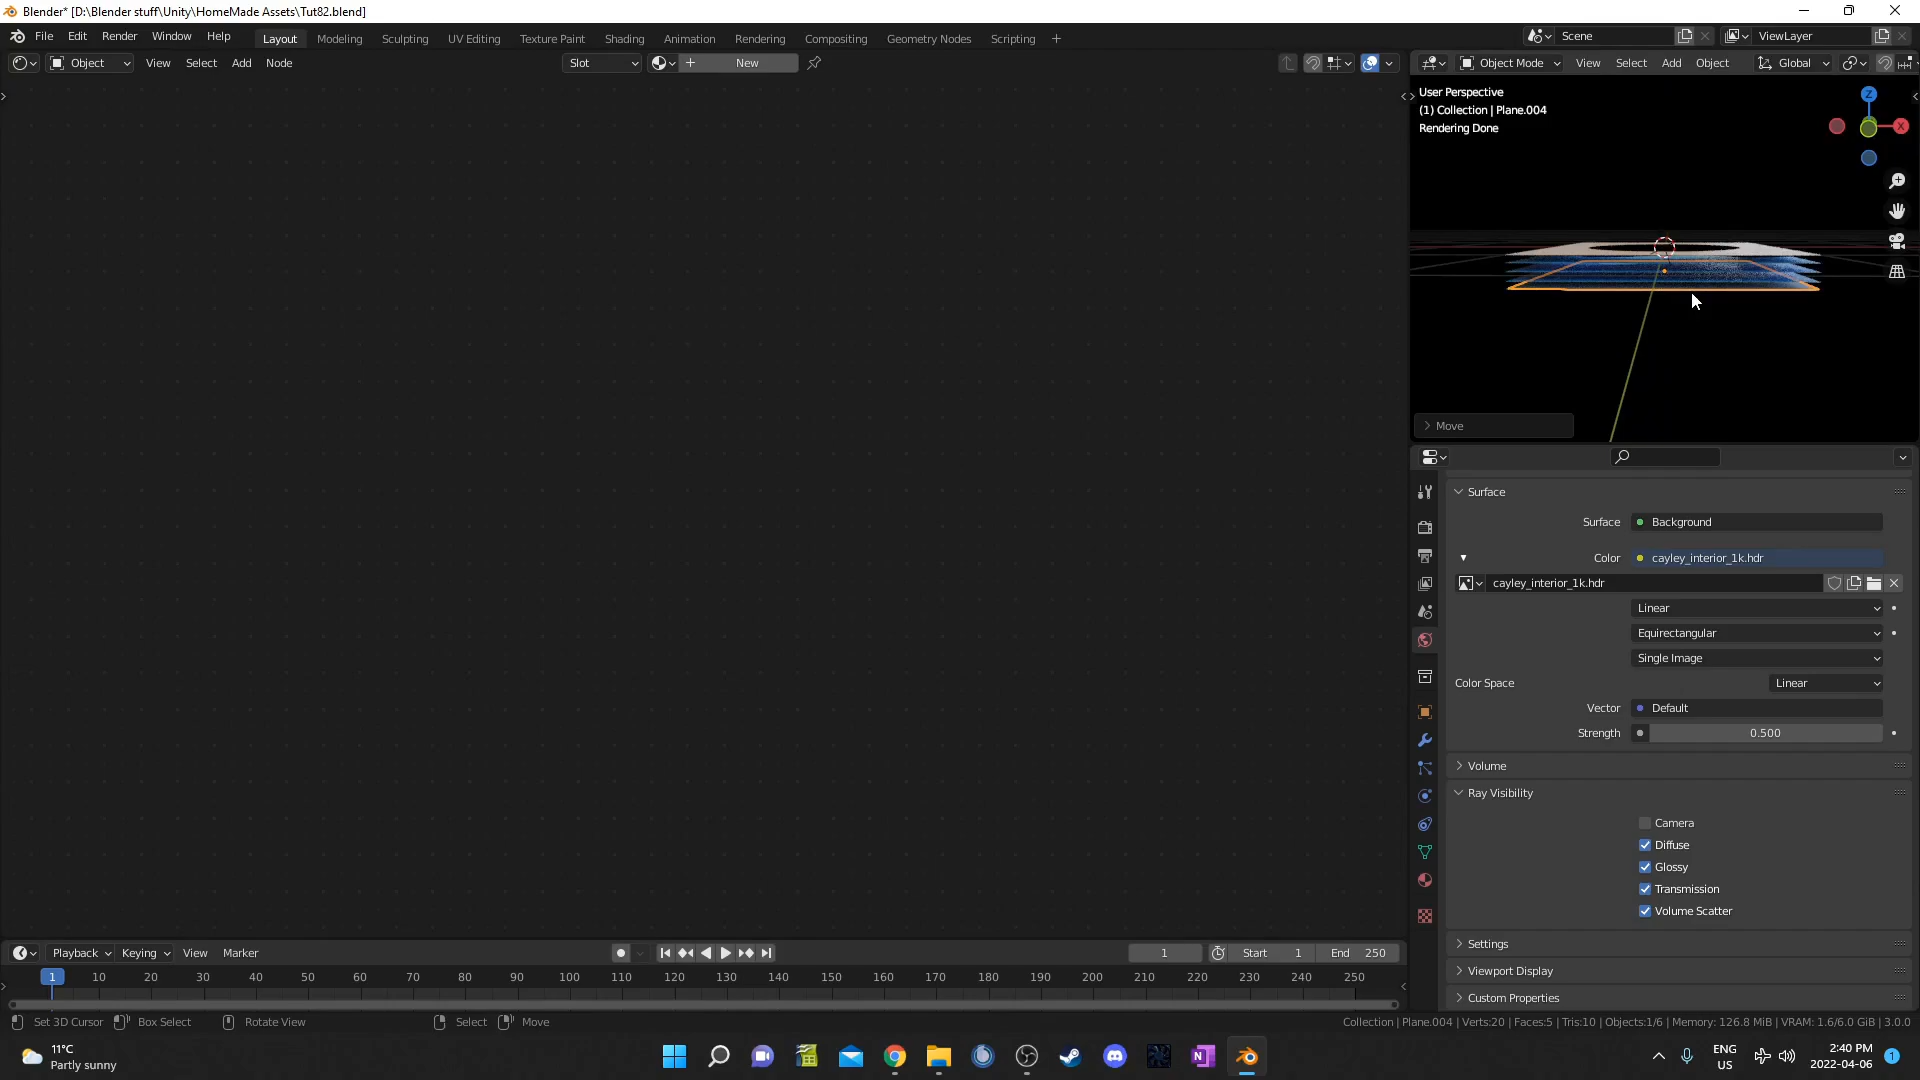 Blender* [D:\Blender stuff\Unity\HomeMade Assets\Tut82.blend]
File Edit Render Window Help Layout Modeling Sculpting UV Editing Texture Paint Shading Animation Rendering Compositing Geometry Nodes Scripting + Scene ViewLayer
Object View Select Add Node Slot New Object Mode View Select Add Object Global
User Perspective
(1) Collection | Plane.004
Rendering Done
Z
X
Move
Surface
Surface Background
Color cayley_interior_1k.hdr
cayley_interior_1k.hdr
Linear
Equirectangular
Single Image
Color Space Linear
Vector Default
Strength 0.500
Volume
Ray Visibility
Camera
Diffuse
Glossy
Transmission
Volume Scatter
Settings
Viewport Display
Custom Properties
Playback Keying View Marker 1 Start 1 End 250
1 10 20 30 40 50 60 70 80 90 100 110 120 130 140 150 160 170 180 190 200 210 220 230 240 250
Set 3D Cursor Box Select Rotate View Select Move Collection | Plane.004 | Verts:20 | Faces:5 | Tris:10 | Objects:1/6 | Memory: 126.8 MiB | VRAM: 1.6/6.0 GiB | 3.0.0
11°C
Partly sunny
N
ENG
US
2:40 PM
2022-04-06
1